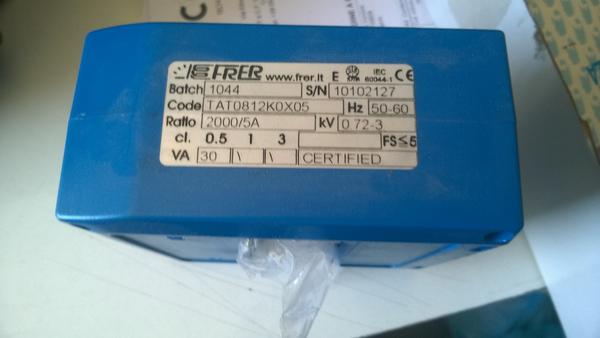 FRER www.frer.it E IEC 60044-1 CE
Batch 1044 S/N 10102127
Code TAT0812K0X05 Hz 50-60
Ratio 2000/5A kV 0.72-3
cl. 0.5 1 3 FS≤5
VA 30 \ \ CERTIFIED
C